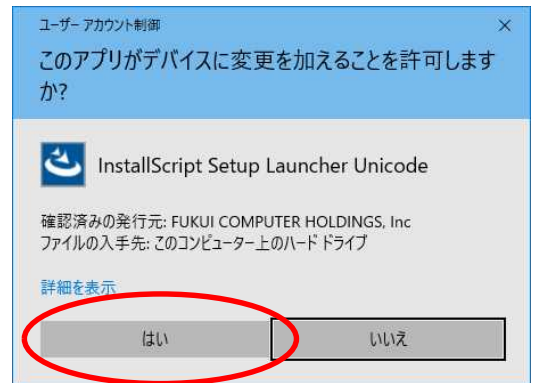 ユーザー アカウント制御
このアプリがデバイスに変更を加えることを許可します
か?
InstallScript Setup Launcher Unicode
確認済みの発行元: FUKUI COMPUTER HOLDINGS, Inc
ファイルの入手先: このコンピューター上のハード ドライブ
詳細を表示
はい
いいえ